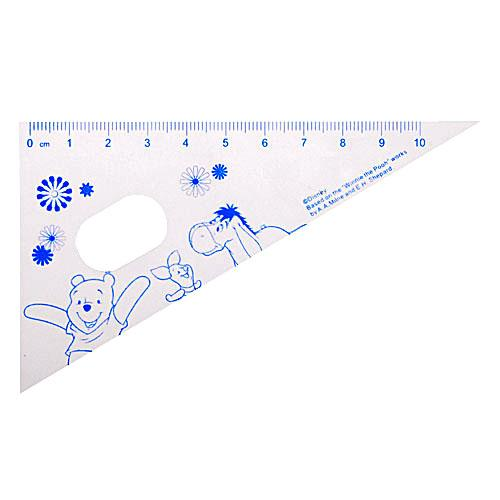 0 cm 1 2 3 4 5 6 7 8 9 10
©Disney
Based on the "Winnie the Pooh" works
by A.A.Milne and E.H. Shepard